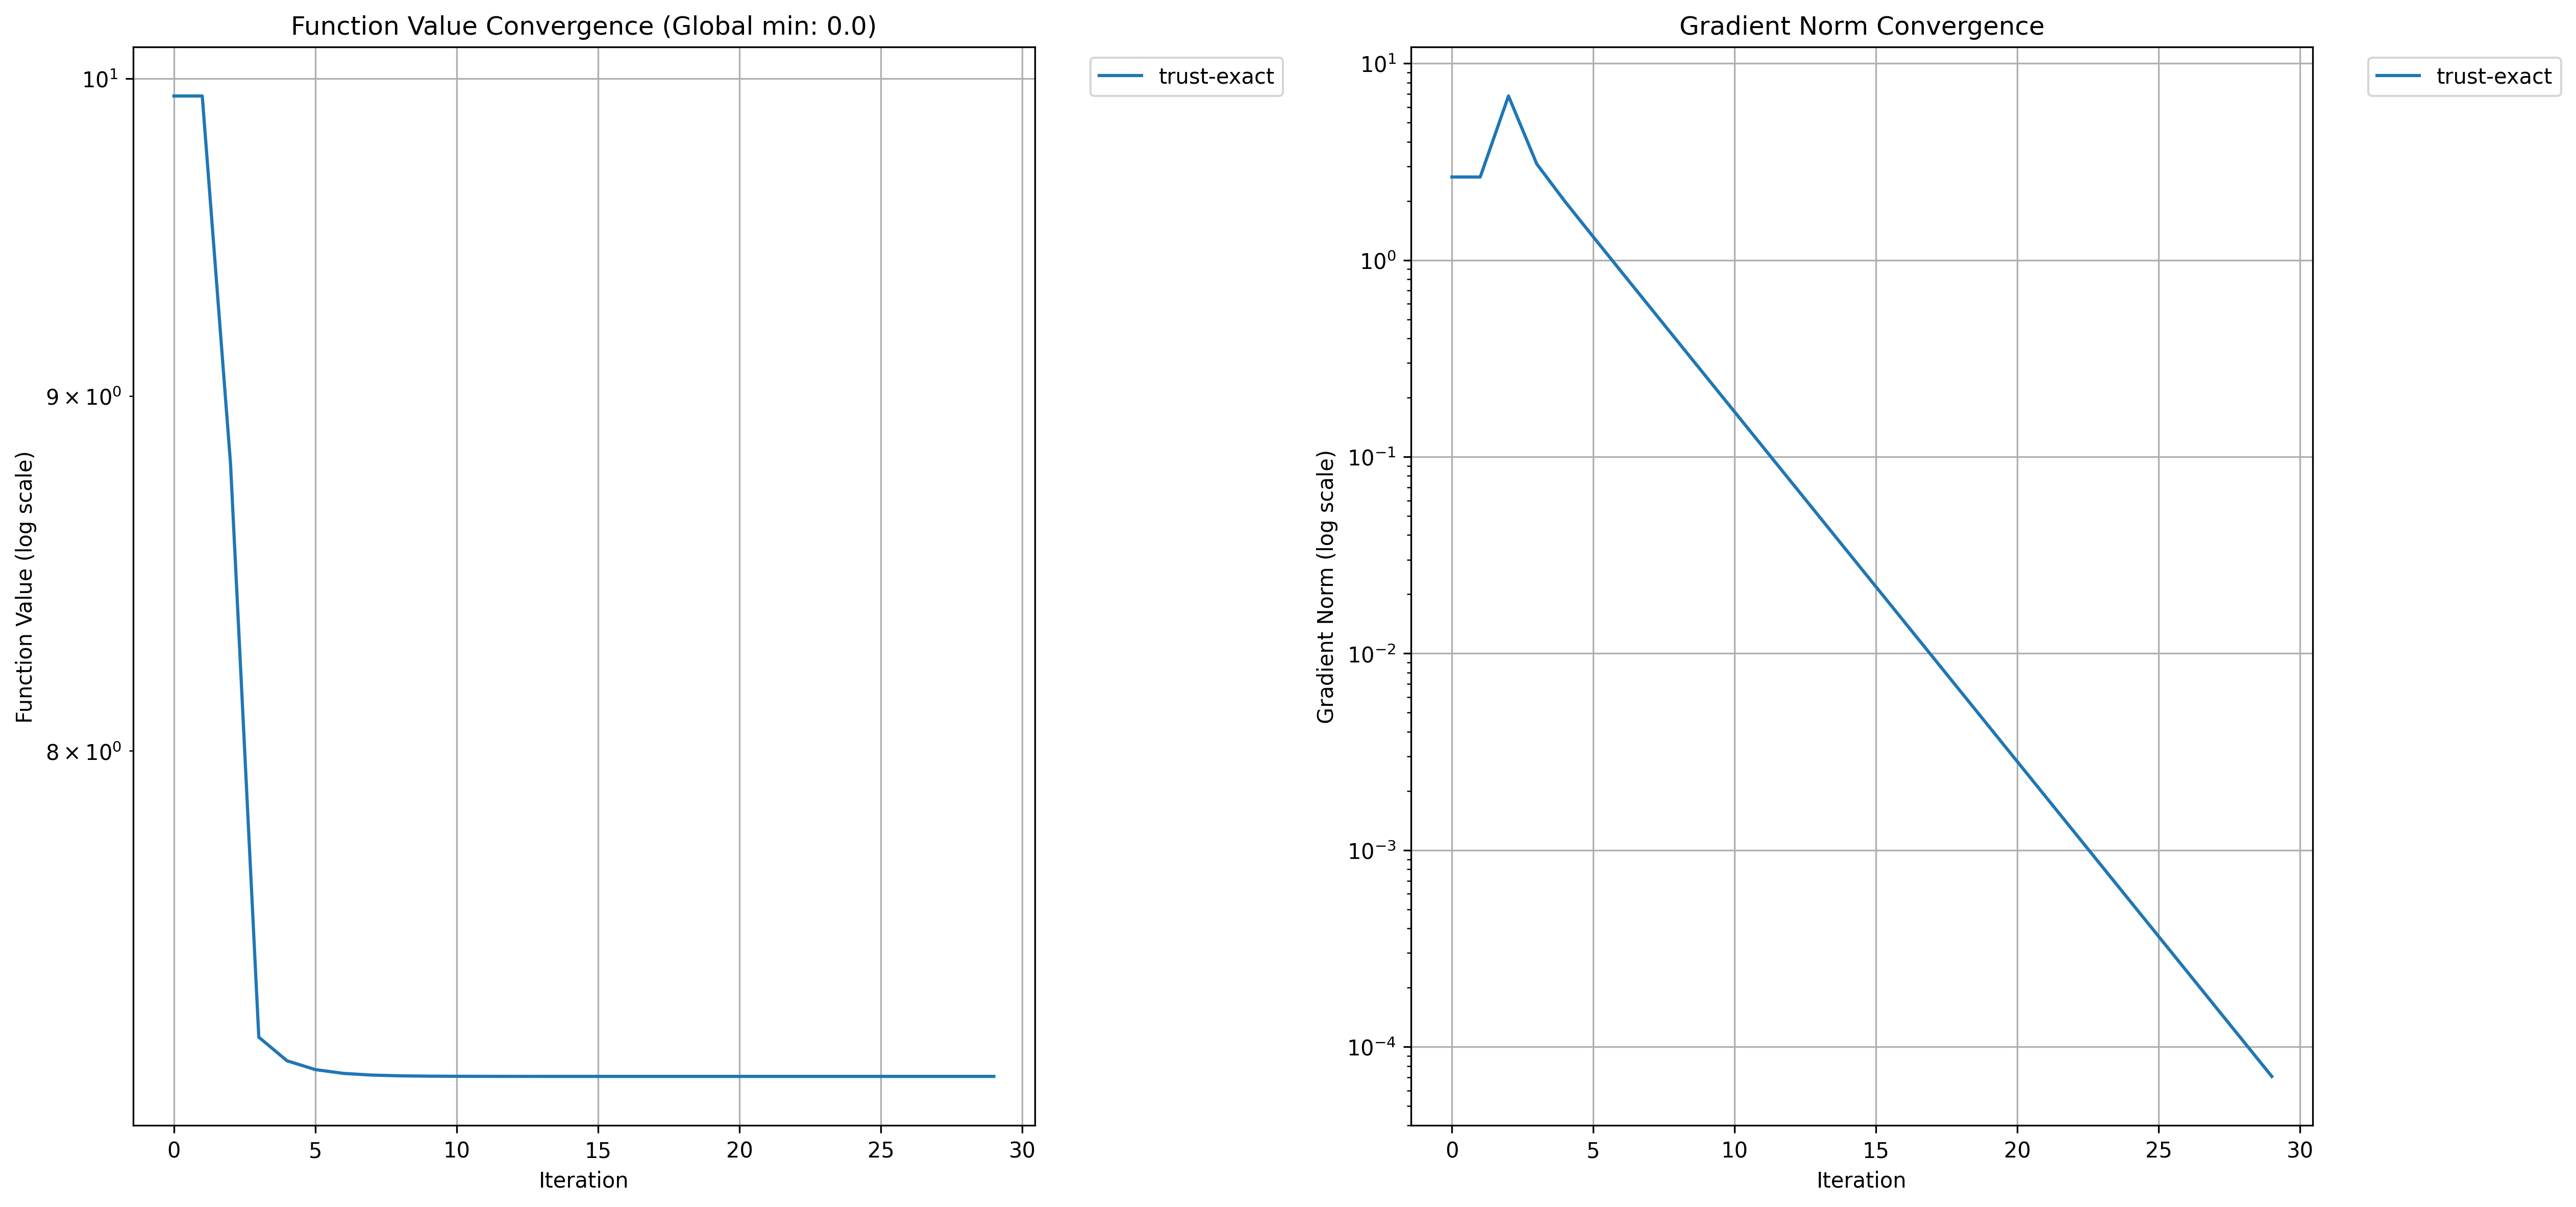 Function Value Convergence (Global min: 0.0)
10¹
9 × 10⁰
8 × 10⁰
Function Value (log scale)
0 5 10 15 20 25 30
Iteration
trust-exact
Gradient Norm Convergence
10¹
10⁰
10⁻¹
10⁻²
10⁻³
10⁻⁴
Gradient Norm (log scale)
0 5 10 15 20 25 30
Iteration
trust-exact